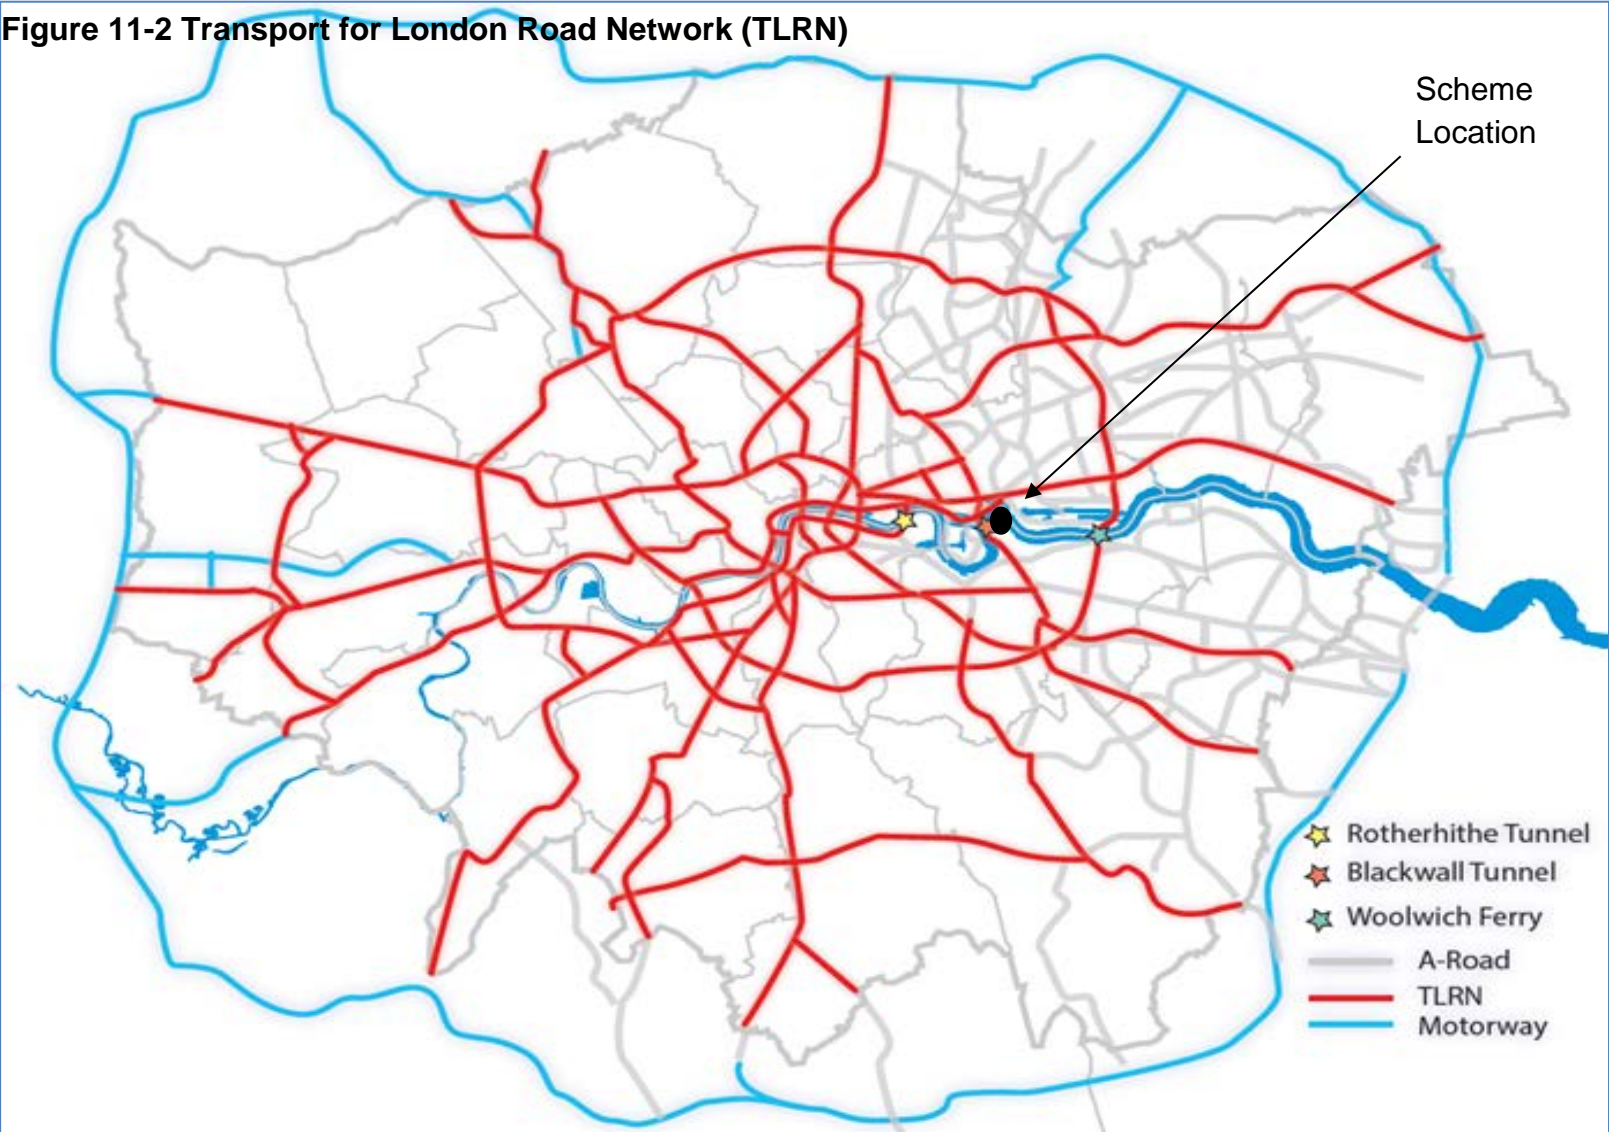 Figure 11-2 Transport for London Road Network (TLRN)
Scheme
Location
Rotherhithe Tunnel
Blackwall Tunnel
Woolwich Ferry
A-Road
TLRN
Motorway